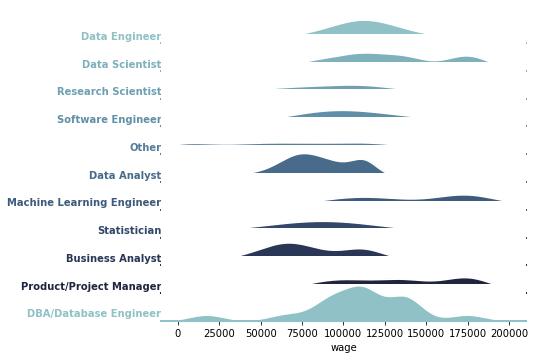 Data Engineer
Data Scientist
Research Scientist
Software Engineer
Other
Data Analyst
Machine Learning Engineer
Statistician
Business Analyst
Product/Project Manager
DBA/Database Engineer
0 25000 50000 75000 100000 125000 150000 175000 200000
wage